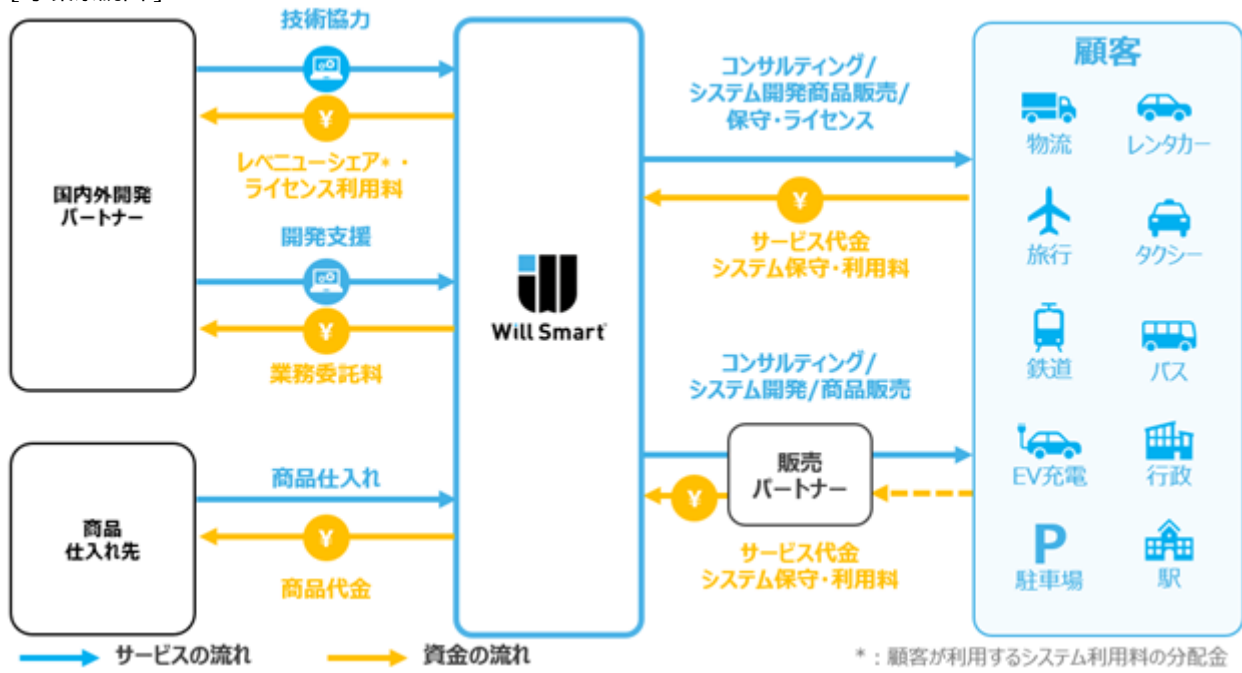 技術協力
¥
レベニューシェア*・
ライセンス利用料
国内外開発
パートナー
開発支援
¥
業務委託料
商品仕入れ
¥
商品代金
商品
仕入れ先
Will Smart
コンサルティング/
システム開発商品販売/
保守・ライセンス
¥
サービス代金
システム保守・利用料
コンサルティング/
システム開発/商品販売
販売
パートナー
¥
サービス代金
システム保守・利用料
顧客
物流
レンタカー
旅行
タクシー
鉄道
バス
EV充電
行政
P
駐車場
駅
サービスの流れ
資金の流れ
*：顧客が利用するシステム利用料の分配金